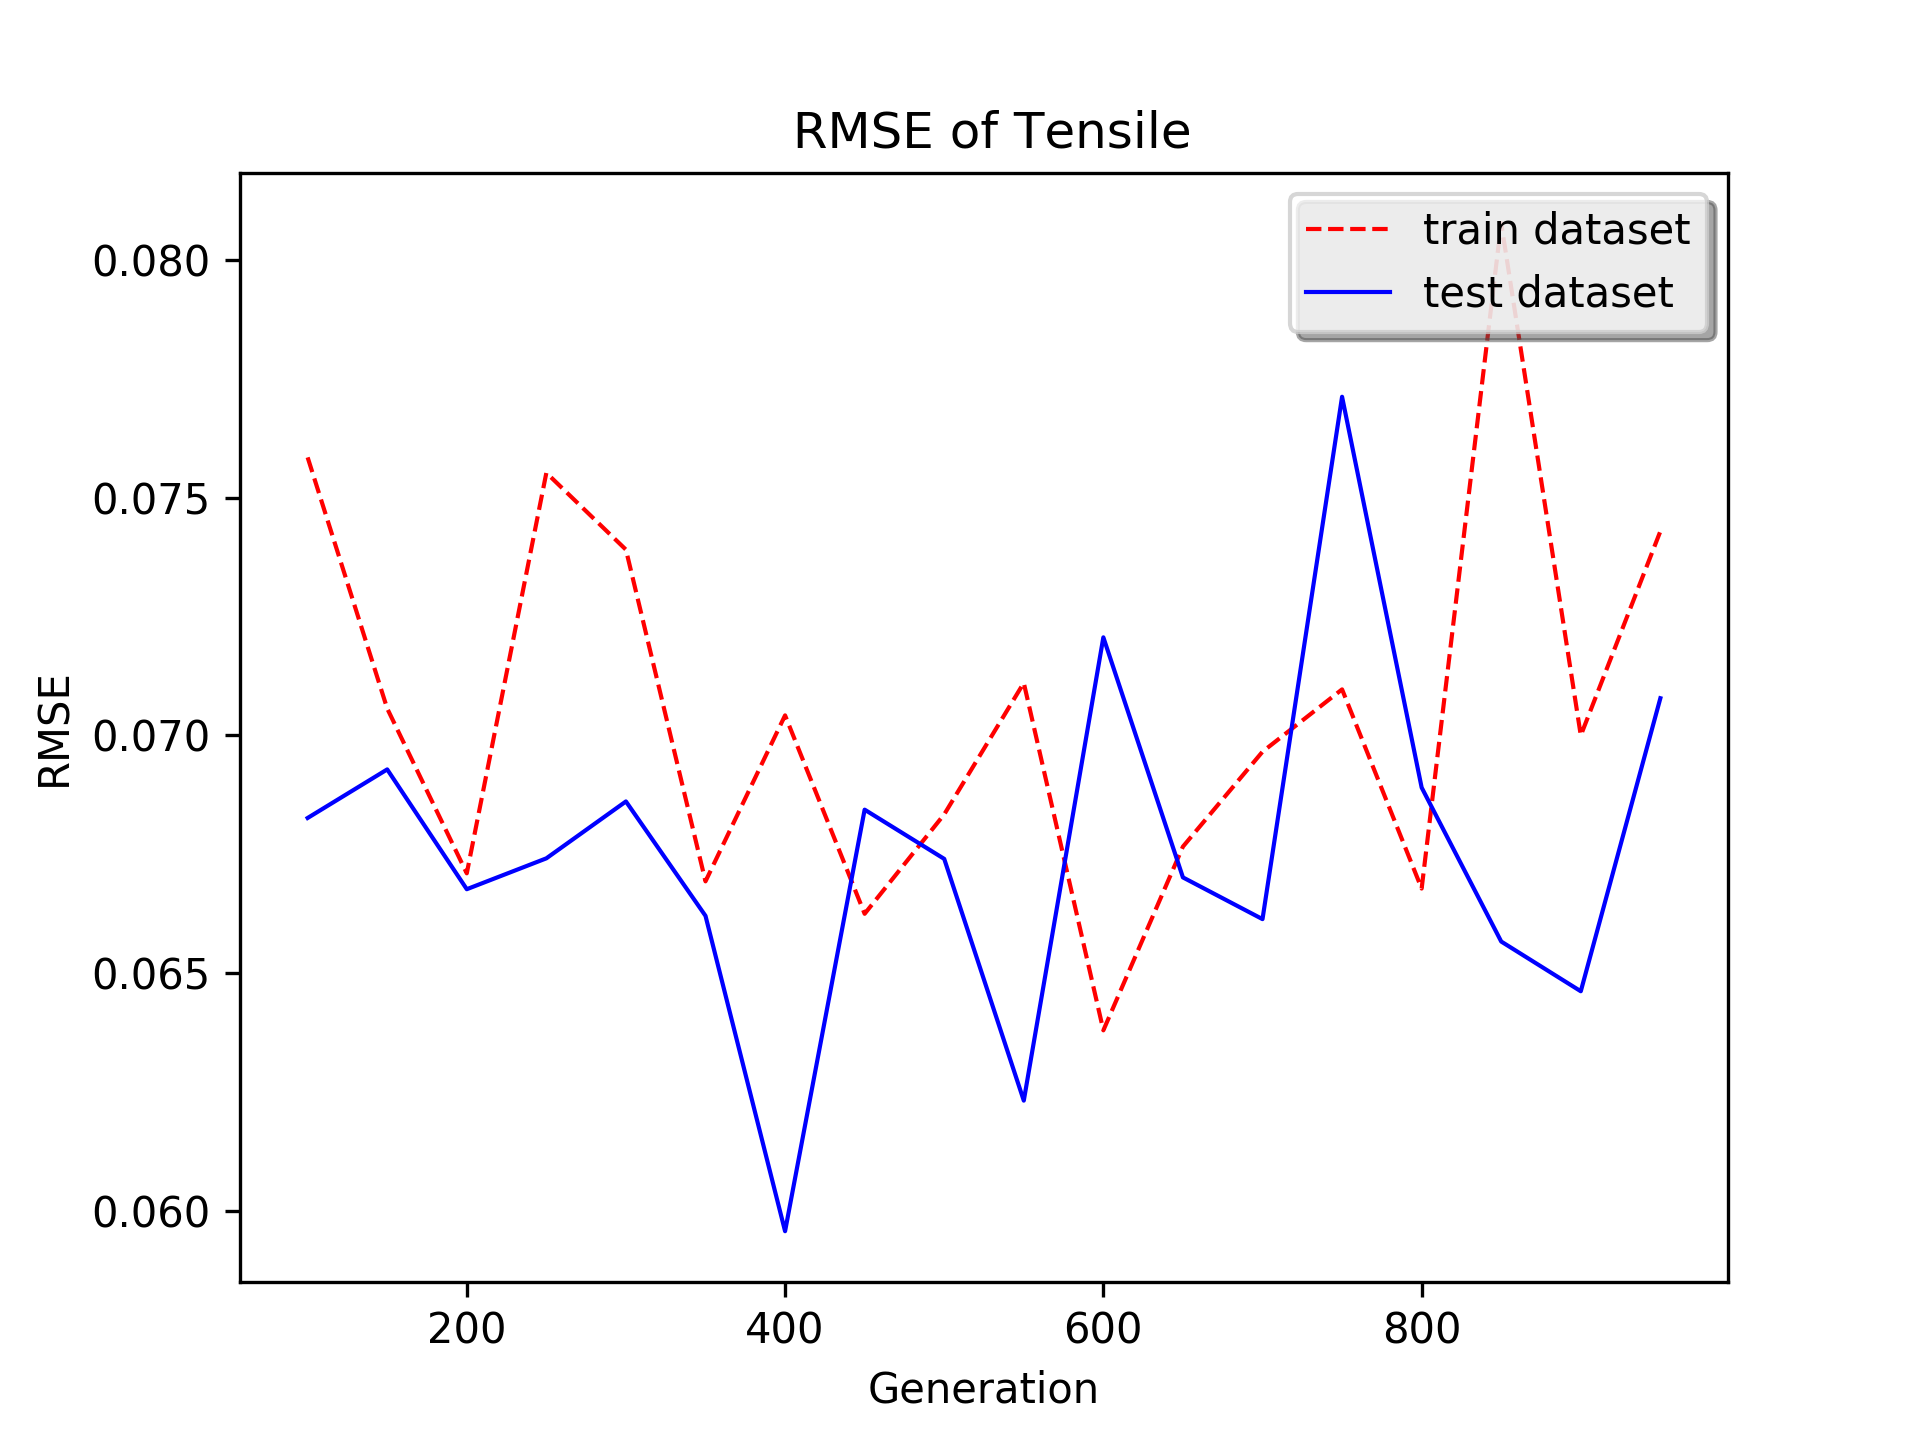 RMSE of Tensile
train dataset
test dataset
0.080
0.075
0.070
0.065
0.060
RMSE
200 400 600 800
Generation